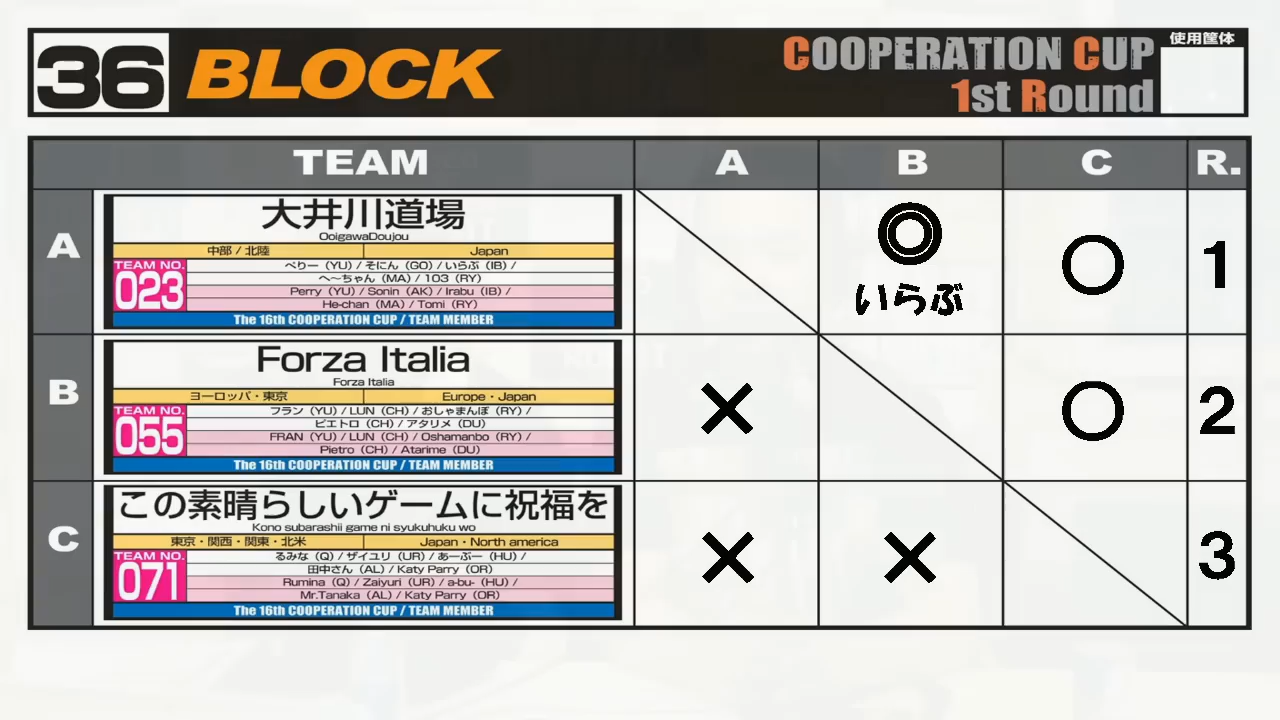 36 BLOCK
COOPERATION CUP
1st Round
使用筐体
TEAM A B C R.
A
大井川道場
OoigawaDoujou
中部 / 北陸 Japan
TEAM NO.
023
べりー (YU) / そにん (GO) / いらぶ (IB) /
へ～ちゃん (MA) / 103 (RY)
Perry (YU) / Sonin (AK) / Irabu (IB) /
He-chan (MA) / Tomi (RY)
The 16th COOPERATION CUP / TEAM MEMBER
◎
いらぶ
○
1
B
Forza Italia
Forza Italia
ヨーロッパ・東京 Europe・Japan
TEAM NO.
055
フラン (YU) / LUN (CH) / おしゃまんぼ (RY) /
ピエトロ (CH) / アタリメ (DU)
FRAN (YU) / LUN (CH) / Oshamanbo (RY) /
Pietro (CH) / Atarime (DU)
The 16th COOPERATION CUP / TEAM MEMBER
×
○
2
C
この素晴らしいゲームに祝福を
Kono subarashii game ni syukuhuku wo
東京・関西・関東・北米 Japan・North america
TEAM NO.
071
るみな (Q) / ザイユリ (UR) / あーぶー (HU) /
田中さん (AL) / Katy Parry (OR)
Rumina (Q) / Zaiyuri (UR) / a-bu- (HU) /
Mr.Tanaka (AL) / Katy Parry (OR)
The 16th COOPERATION CUP / TEAM MEMBER
×
×
3